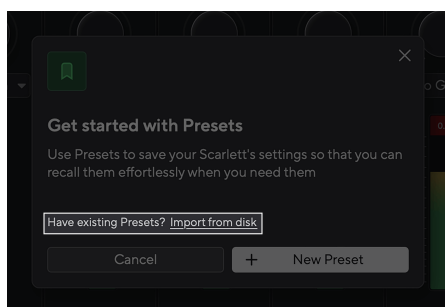 Get started with Presets
Use Presets to save your Scarlett's settings so that you can
recall them effortlessly when you need them
Have existing Presets? Import from disk
Cancel
+ New Preset